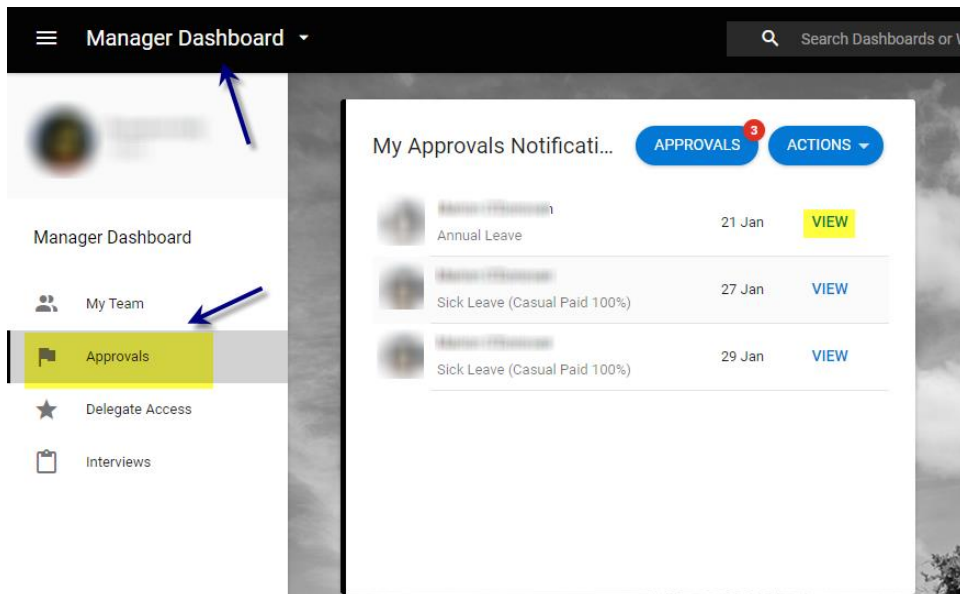 Manager Dashboard
Search Dashboards or
Manager Dashboard
My Team
Approvals
Delegate Access
Interviews
My Approvals Notificati... APPROVALS 3 ACTIONS
21 Jan VIEW
Annual Leave
27 Jan VIEW
Sick Leave (Casual Paid 100%)
29 Jan VIEW
Sick Leave (Casual Paid 100%)